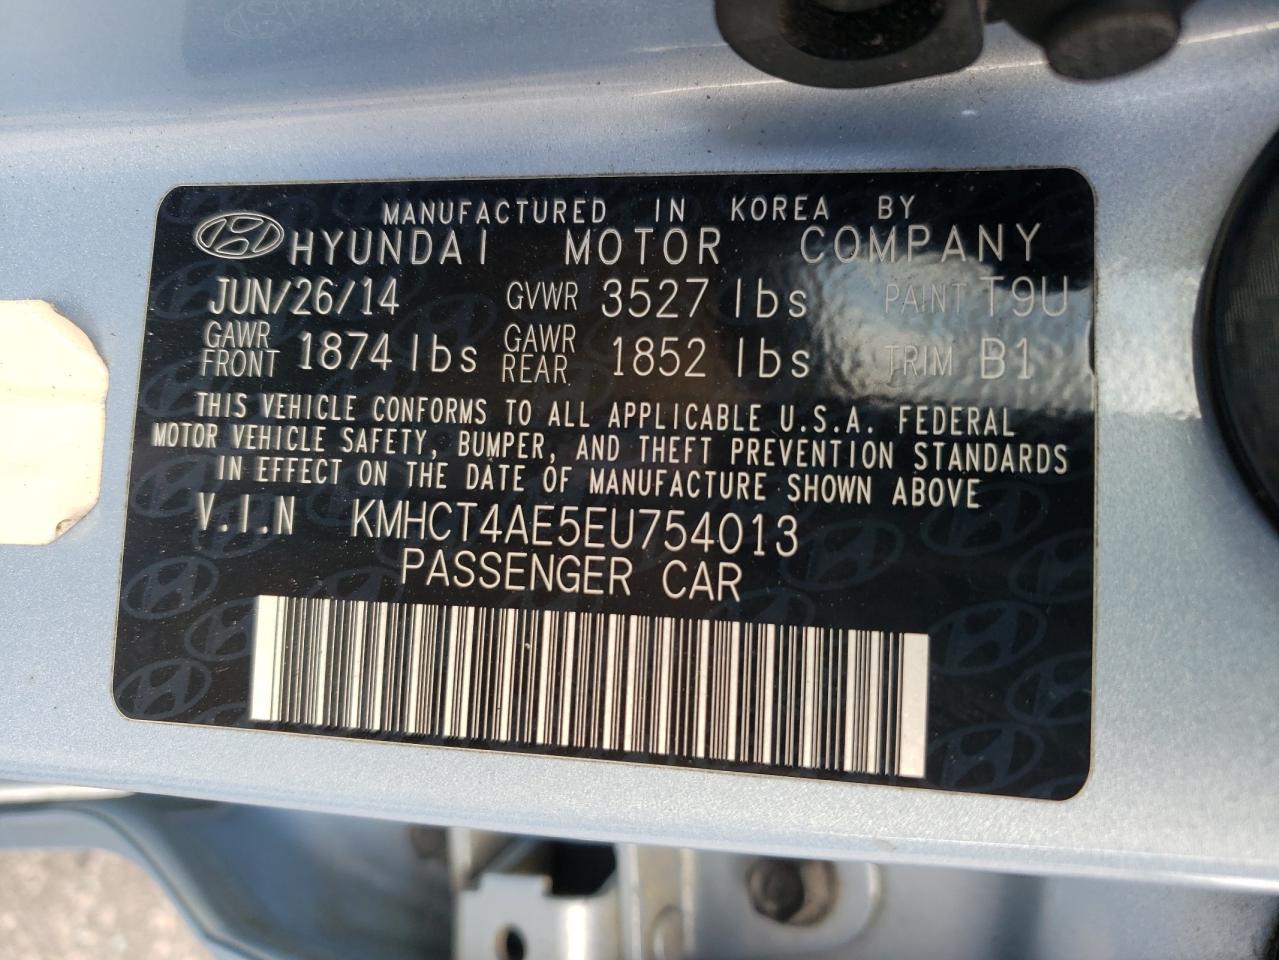 MANUFACTURED IN KOREA BY
HYUNDAI MOTOR COMPANY
JUN/26/14 GVWR 3527 lbs PAINT T9U
GAWR FRONT 1874 lbs GAWR REAR 1852 lbs TRIM B1
THIS VEHICLE CONFORMS TO ALL APPLICABLE U.S.A. FEDERAL
MOTOR VEHICLE SAFETY, BUMPER, AND THEFT PREVENTION STANDARDS
IN EFFECT ON THE DATE OF MANUFACTURE SHOWN ABOVE
V.I.N KMHCT4AE5EU754013
PASSENGER CAR